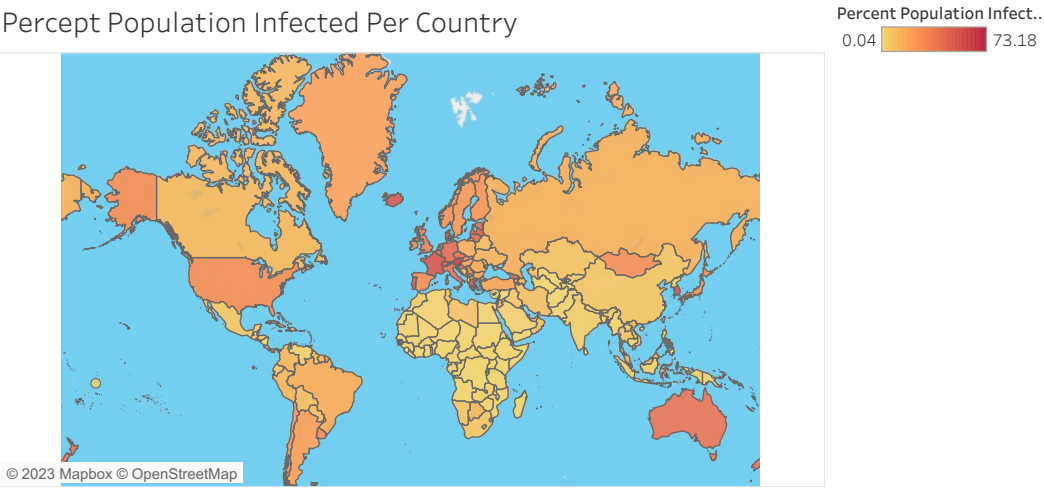 Percept Population Infected Per Country
Percent Population Infect..
0.04 73.18
© 2023 Mapbox © OpenStreetMap